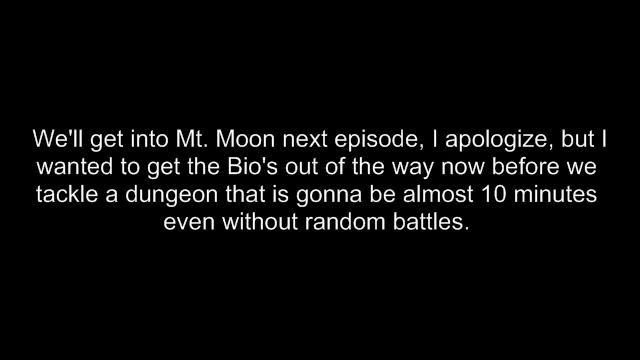 We'll get into Mt. Moon next episode, I apologize, but I
wanted to get the Bio's out of the way now before we
tackle a dungeon that is gonna be almost 10 minutes
even without random battles.